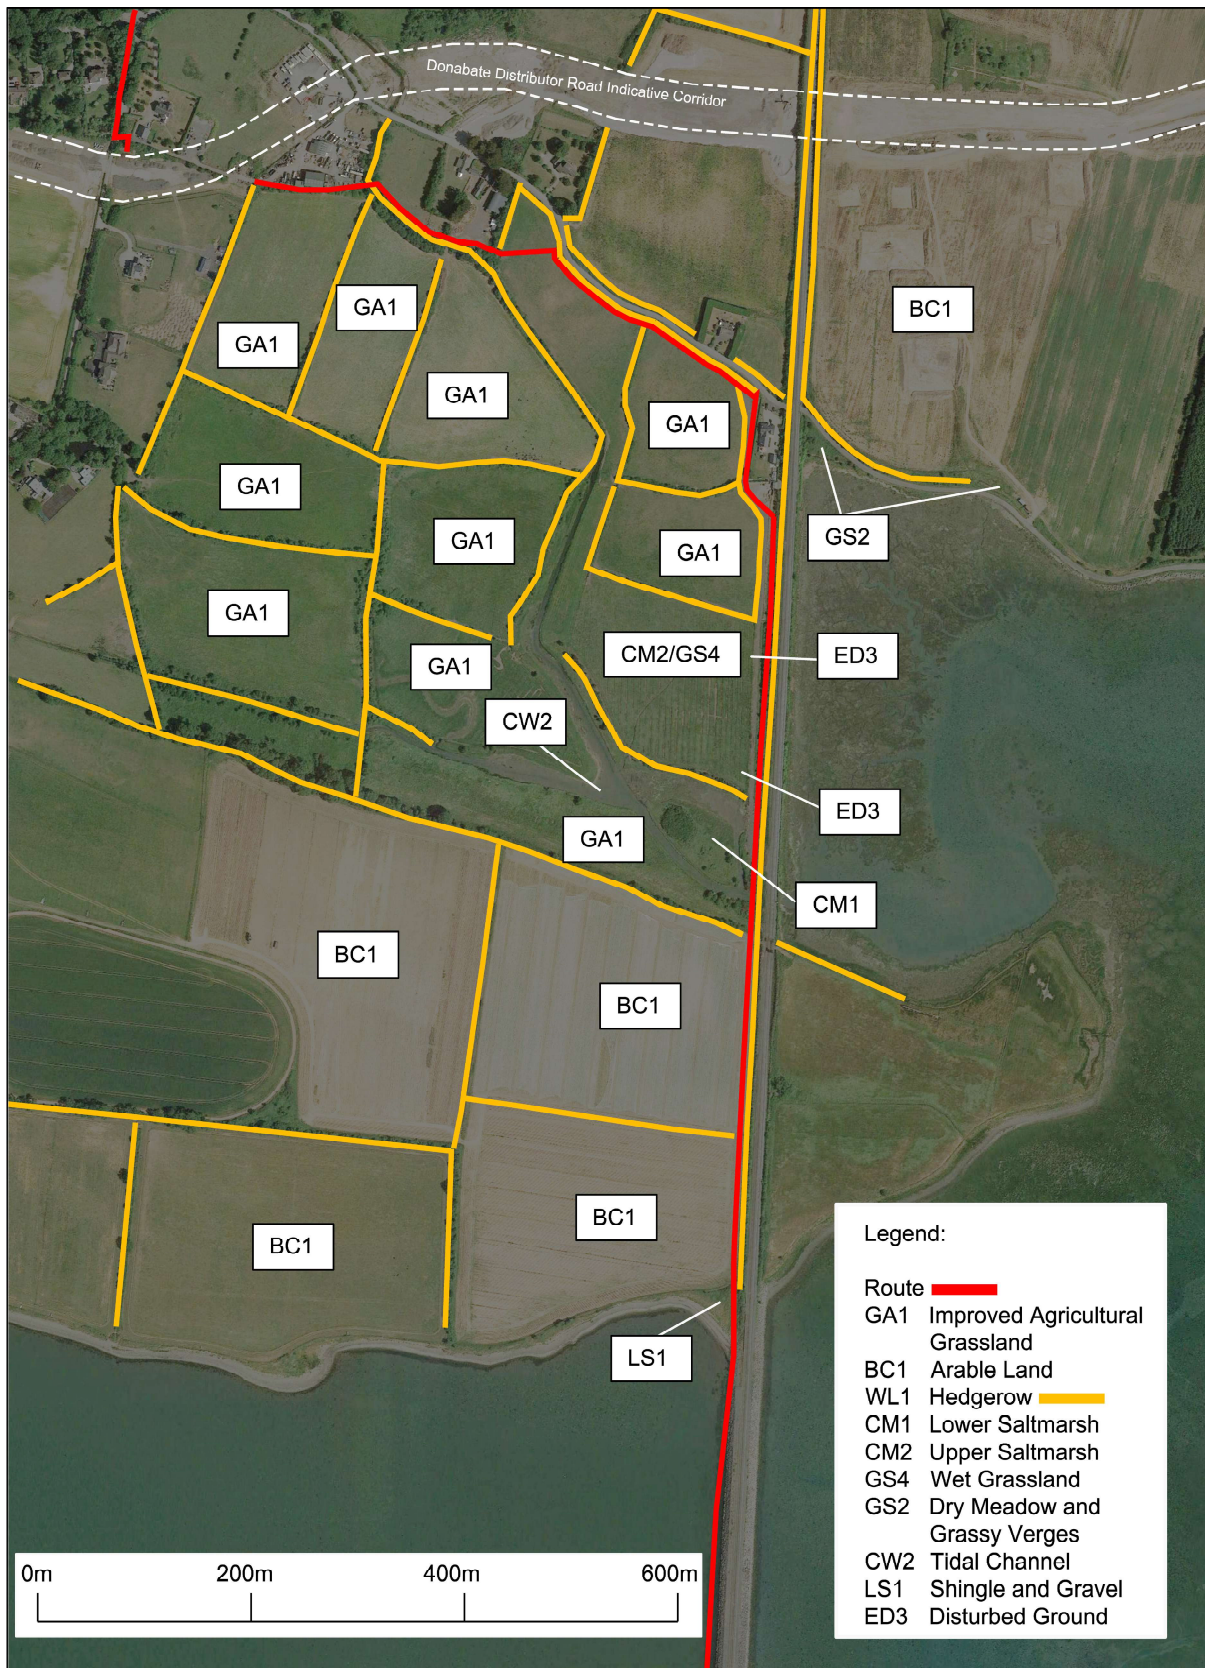 Donabate Distributor Road Indicative Corridor
GA1
BC1
GA1
GA1
GA1
GA1
GA1
GS2
GA1
GA1
GA1
CM2/GS4
ED3
GA1
CW2
ED3
GA1
CM1
BC1
BC1
BC1
BC1
LS1
Legend:
Route
GA1 Improved Agricultural
Grassland
BC1 Arable Land
WL1 Hedgerow
CM1 Lower Saltmarsh
CM2 Upper Saltmarsh
GS4 Wet Grassland
GS2 Dry Meadow and
Grassy Verges
CW2 Tidal Channel
LS1 Shingle and Gravel
ED3 Disturbed Ground
0m 200m 400m 600m